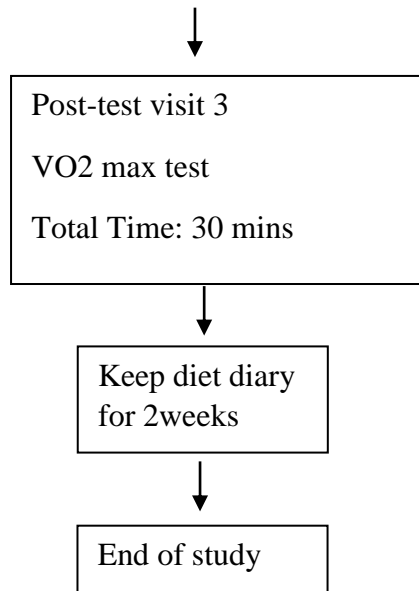 Post-test visit 3
VO2 max test
Total Time: 30 mins
Keep diet diary
for 2weeks
End of study